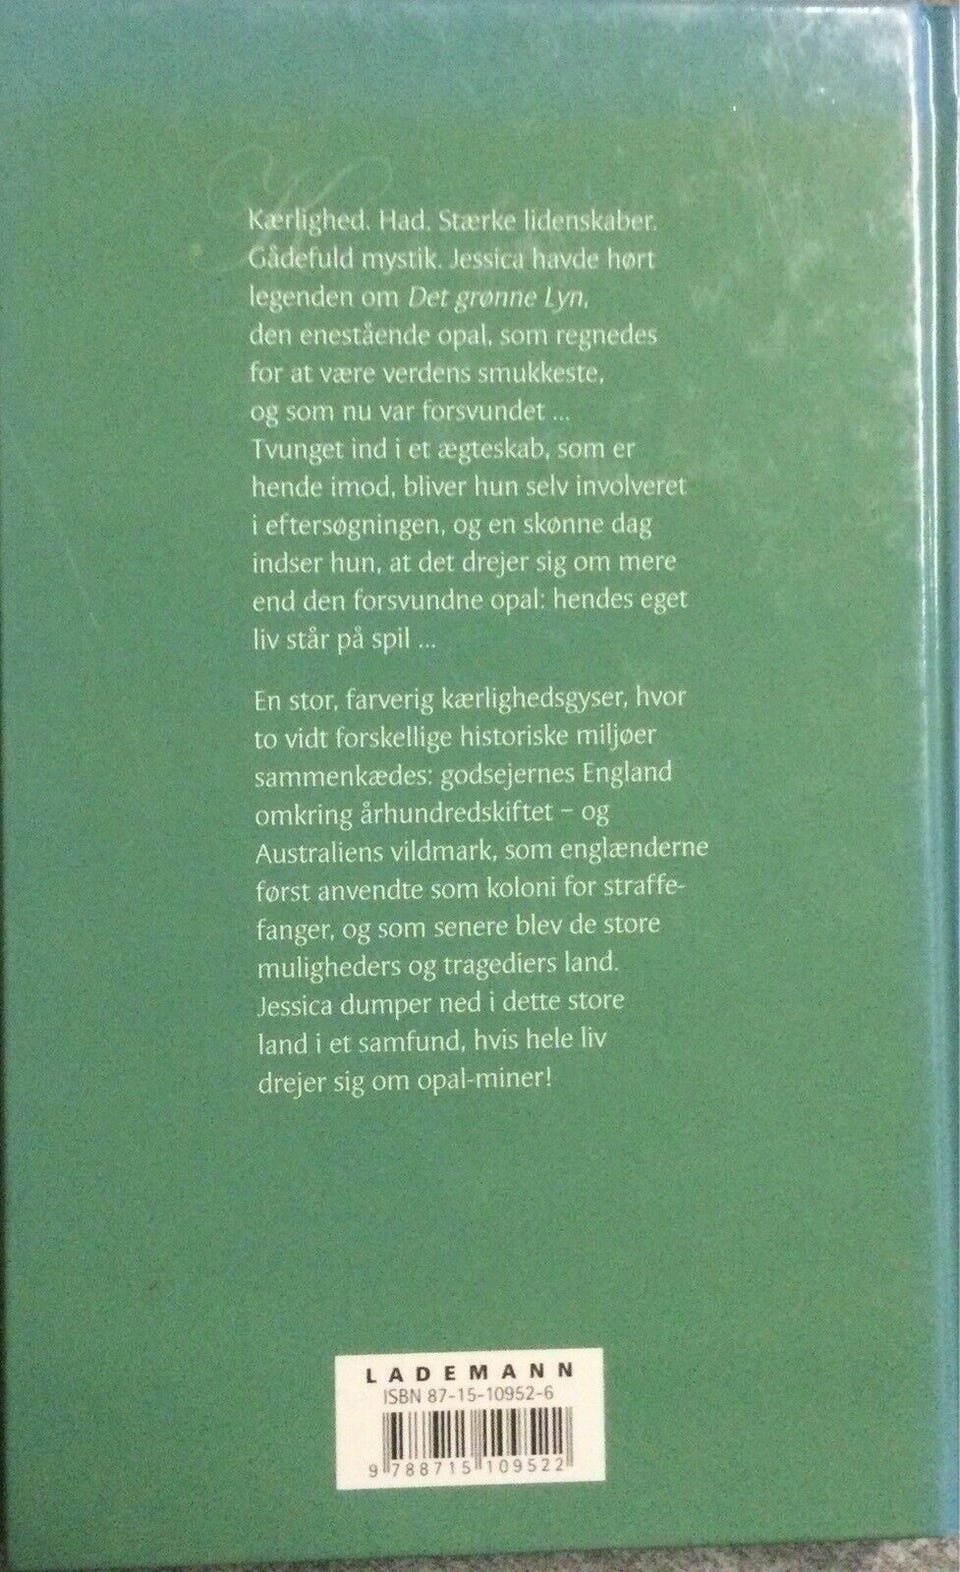 Kærlighed. Had. Stærke lidenskaber.
Gådefuld mystik. Jessica havde hørt
legenden om Det grønne Lyn,
den enestående opal, som regnedes
for at være verdens smukkeste,
og som nu var forsvundet ...
Tvunget ind i et ægteskab, som er
hende imod, bliver hun selv involveret
i eftersøgningen, og en skønne dag
indser hun, at det drejer sig om mere
end den forsvundne opal: hendes eget
liv står på spil ...
En stor, farverig kærlighedsgyser, hvor
to vidt forskellige historiske miljøer
sammenkædes: godsejernes England
omkring århundredskiftet – og
Australiens vildmark, som englænderne
først anvendte som koloni for straffe-
fanger, og som senere blev de store
muligheders og tragediers land.
Jessica dumper ned i dette store
land i et samfund, hvis hele liv
drejer sig om opal-miner!
LADEMANN
ISBN 87-15-10952-6
9 788715 109522